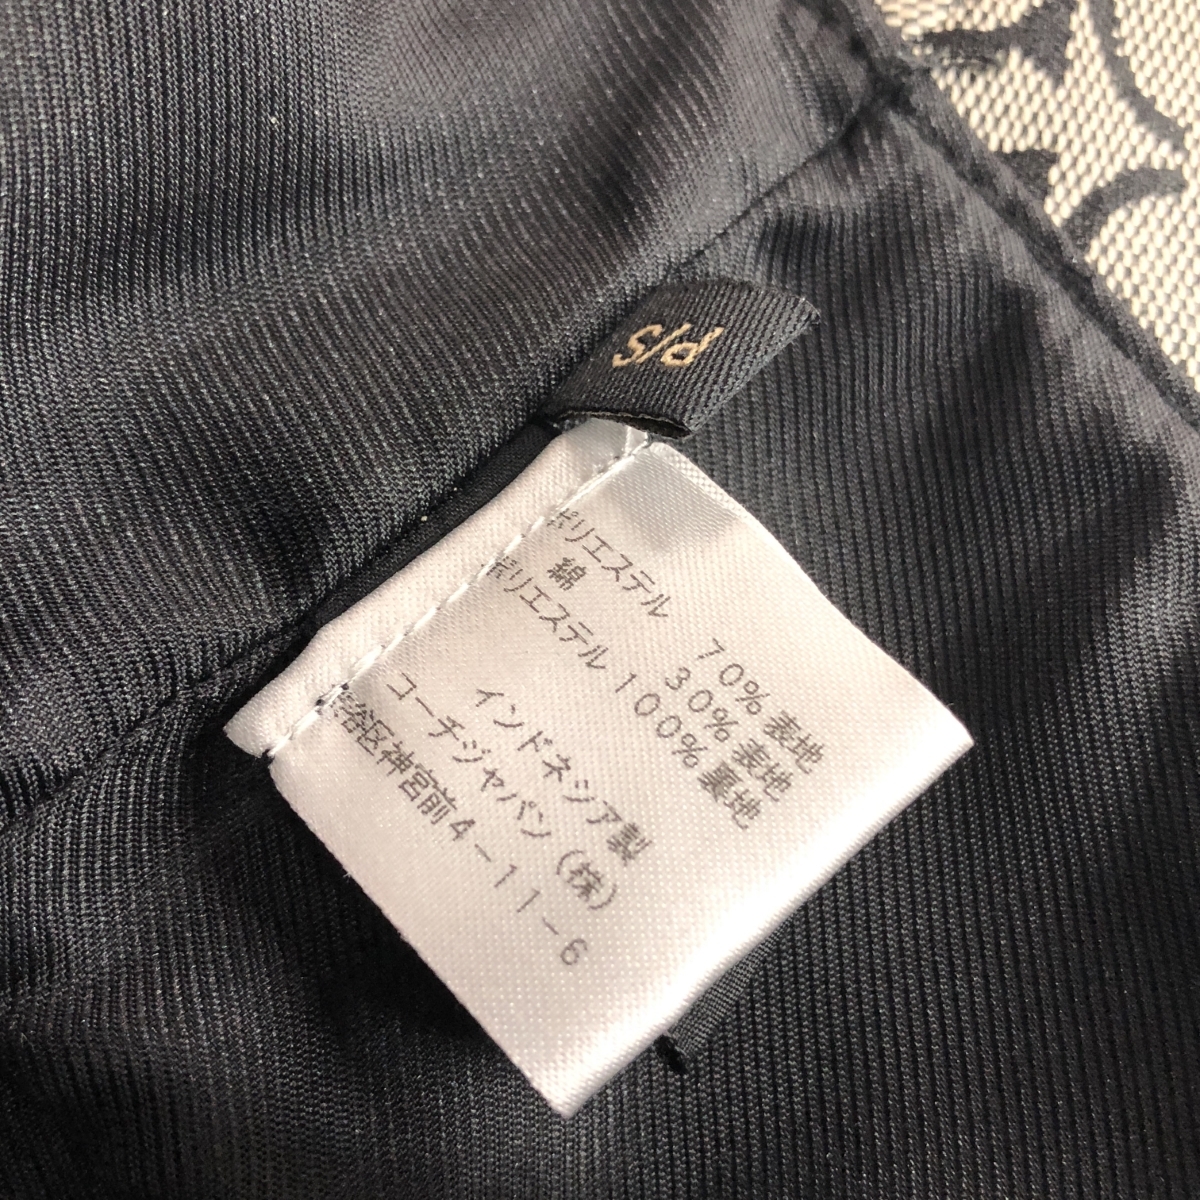 P/S
ポリエステル 70% 表地
綿 30% 表地
ポリエステル 100% 裏地
インドネシア製
コーチジャパン (株)
谷区神宮前4-11-6